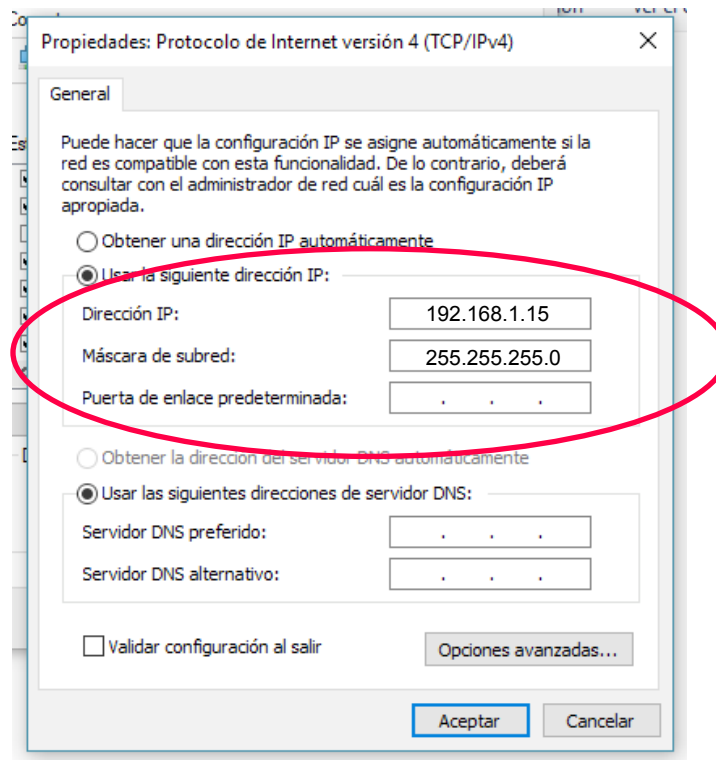 Propiedades: Protocolo de Internet versión 4 (TCP/IPv4)
General
Puede hacer que la configuración IP se asigne automáticamente si la
red es compatible con esta funcionalidad. De lo contrario, deberá
consultar con el administrador de red cuál es la configuración IP
apropiada.
Obtener una dirección IP automáticamente
Usar la siguiente dirección IP:
Dirección IP: 192.168.1.15
Máscara de subred: 255.255.255.0
Puerta de enlace predeterminada: . . .
Obtener la dirección del servidor DNS automáticamente
Usar las siguientes direcciones de servidor DNS:
Servidor DNS preferido: . . .
Servidor DNS alternativo: . . .
Validar configuración al salir
Opciones avanzadas...
Aceptar Cancelar